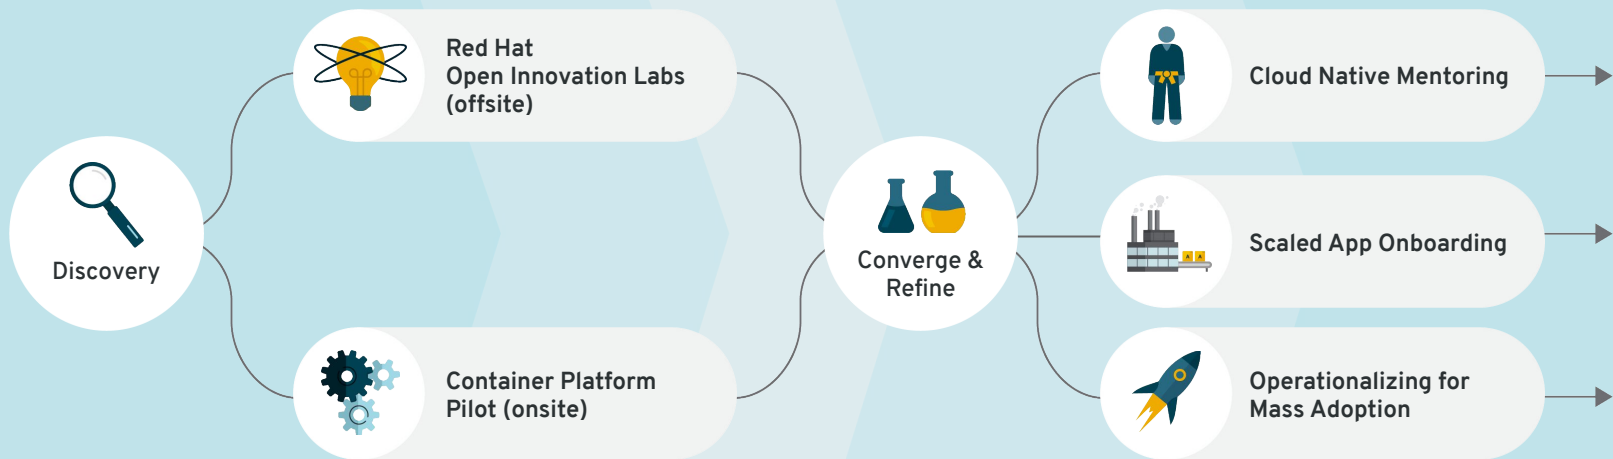 Discovery
Red Hat
Open Innovation Labs
(offsite)
Container Platform
Pilot (onsite)
Converge &
Refine
Cloud Native Mentoring
Scaled App Onboarding
A A
Operationalizing for
Mass Adoption